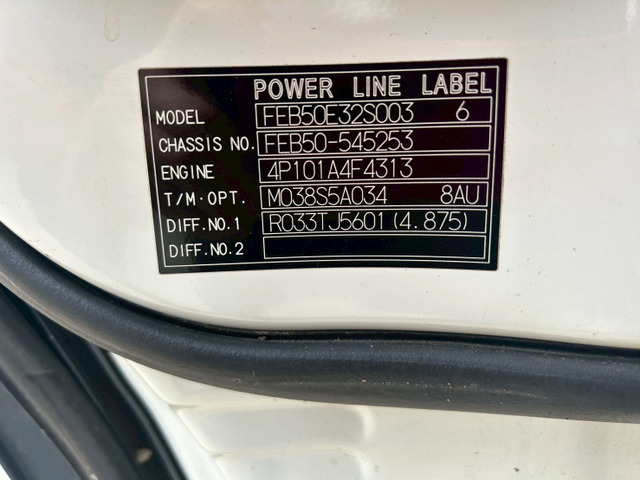 POWER LINE LABEL
MODEL FEB50E32S003 6
CHASSIS NO. FEB50-545253
ENGINE 4P101A4F4313
T/M·OPT. M038S5A034 8AU
DIFF.NO.1 R033TJ5601(4.875)
DIFF.NO.2